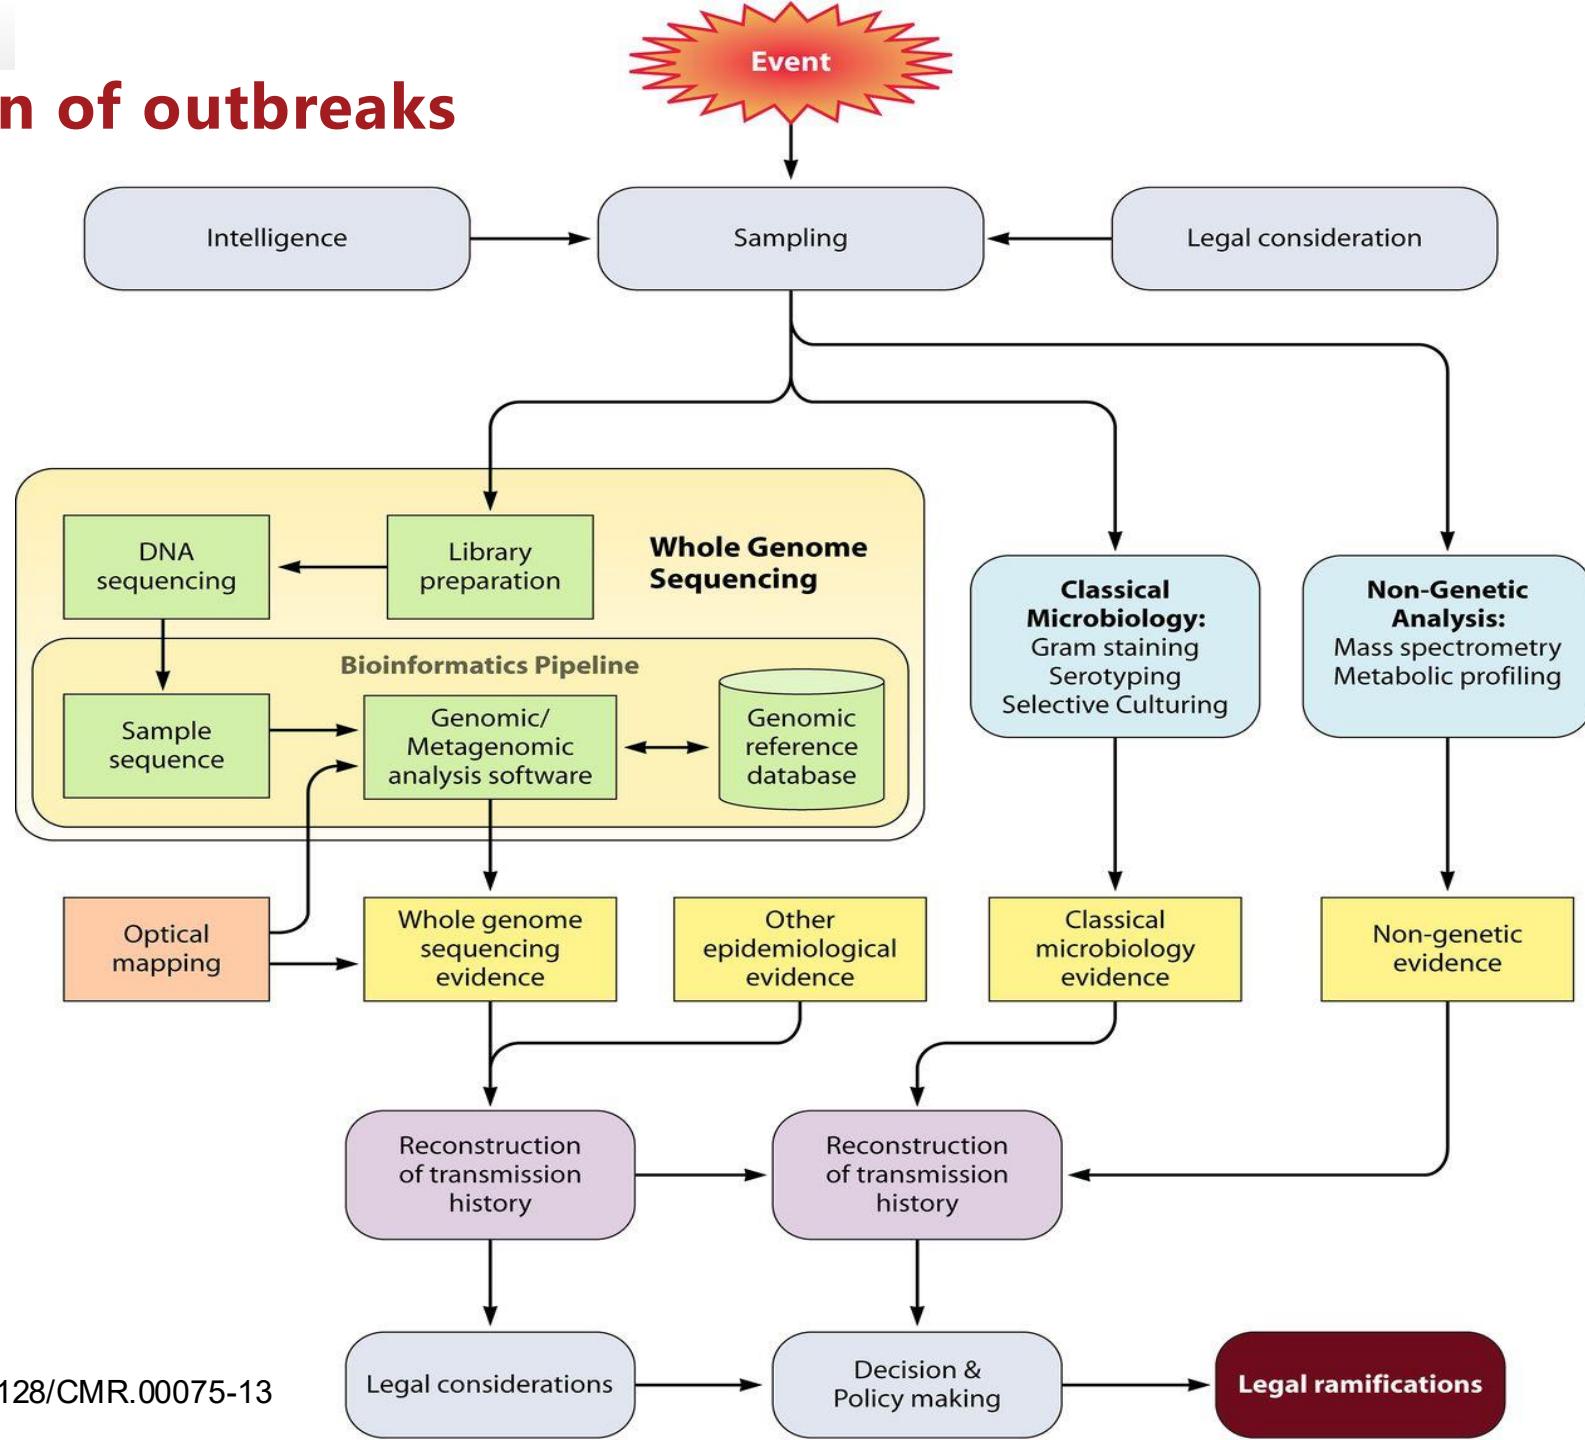 Event
n of outbreaks
Intelligence
Sampling
Legal consideration
DNA
sequencing
Library
preparation
Whole Genome
Sequencing
Bioinformatics Pipeline
Sample
sequence
Genomic/
Metagenomic
analysis software
Genomic
reference
database
Classical
Microbiology:
Gram staining
Serotyping
Selective Culturing
Non-Genetic
Analysis:
Mass spectrometry
Metabolic profiling
Optical
mapping
Whole genome
sequencing
evidence
Other
epidemiological
evidence
Classical
microbiology
evidence
Non-genetic
evidence
Reconstruction
of transmission
history
Reconstruction
of transmission
history
Legal considerations
Decision &
Policy making
Legal ramifications
128/CMR.00075-13